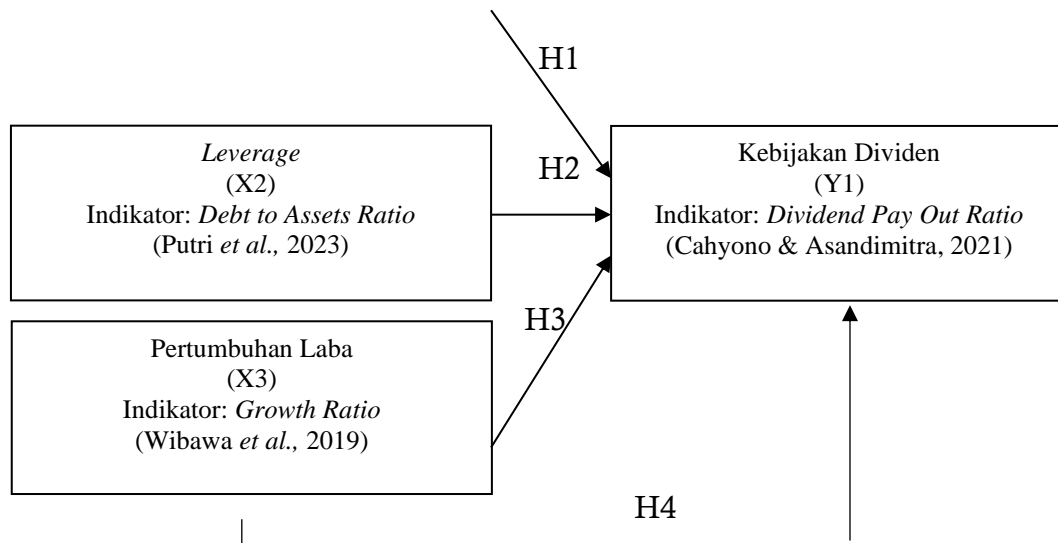 H1
Leverage
(X2)
Indikator: Debt to Assets Ratio
(Putri et al., 2023)
H2
Kebijakan Dividen
(Y1)
Indikator: Dividend Pay Out Ratio
(Cahyono & Asandimitra, 2021)
H3
Pertumbuhan Laba
(X3)
Indikator: Growth Ratio
(Wibawa et al., 2019)
H4